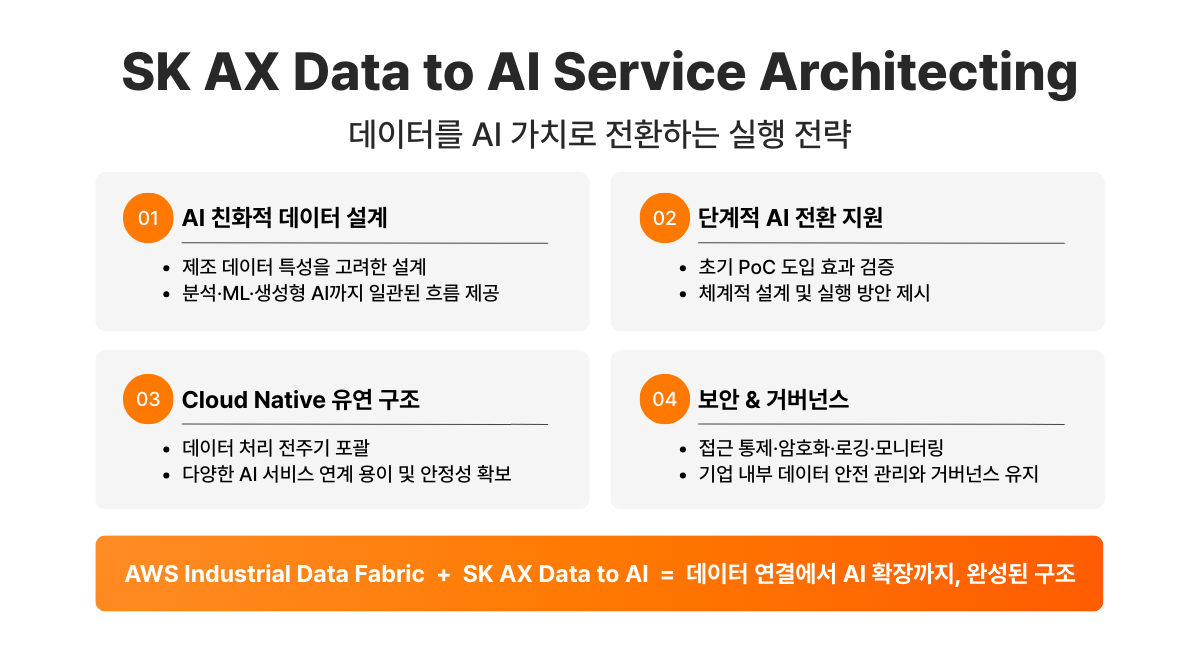 SK AX Data to AI Service Architecting
데이터를 AI 가치로 전환하는 실행 전략
01 AI 친화적 데이터 설계
• 제조 데이터 특성을 고려한 설계
• 분석·ML·생성형 AI까지 일관된 흐름 제공
02 단계적 AI 전환 지원
• 초기 PoC 도입 효과 검증
• 체계적 설계 및 실행 방안 제시
03 Cloud Native 유연 구조
• 데이터 처리 전주기 포괄
• 다양한 AI 서비스 연계 용이 및 안정성 확보
04 보안 & 거버넌스
• 접근 통제·암호화·로깅·모니터링
• 기업 내부 데이터 안전 관리와 거버넌스 유지
AWS Industrial Data Fabric + SK AX Data to AI = 데이터 연결에서 AI 확장까지, 완성된 구조